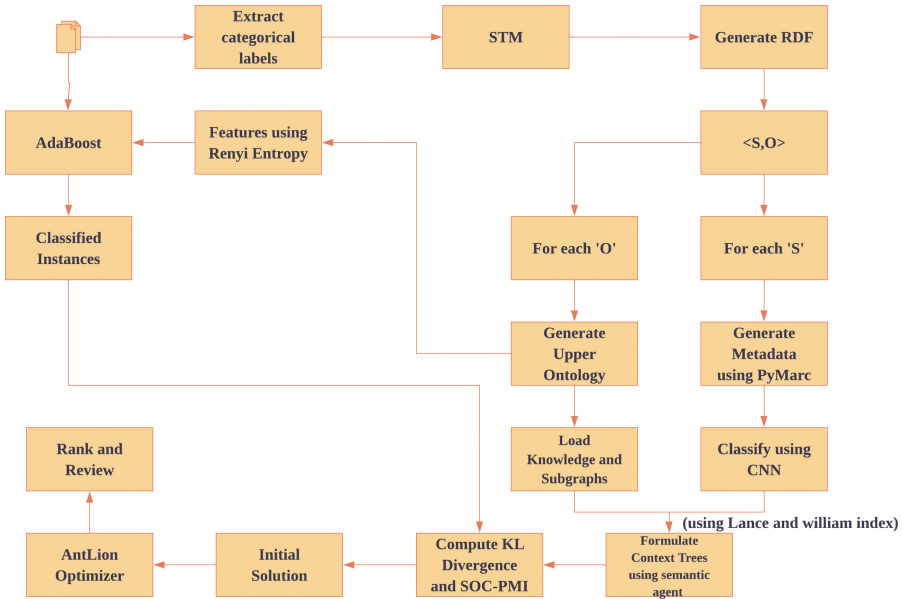 Extract
categorical
labels
STM
Generate RDF
AdaBoost
Features using
Renyi Entropy
<S,O>
Classified
Instances
For each 'O'
For each 'S'
Generate
Upper
Ontology
Generate
Metadata
using PyMarc
Rank and
Review
Load
Knowledge and
Subgraphs
Classify using
CNN
(using Lance and william index)
AntLion
Optimizer
Initial
Solution
Compute KL
Divergence
and SOC-PMI
Formulate
Context Trees
using semantic
agent